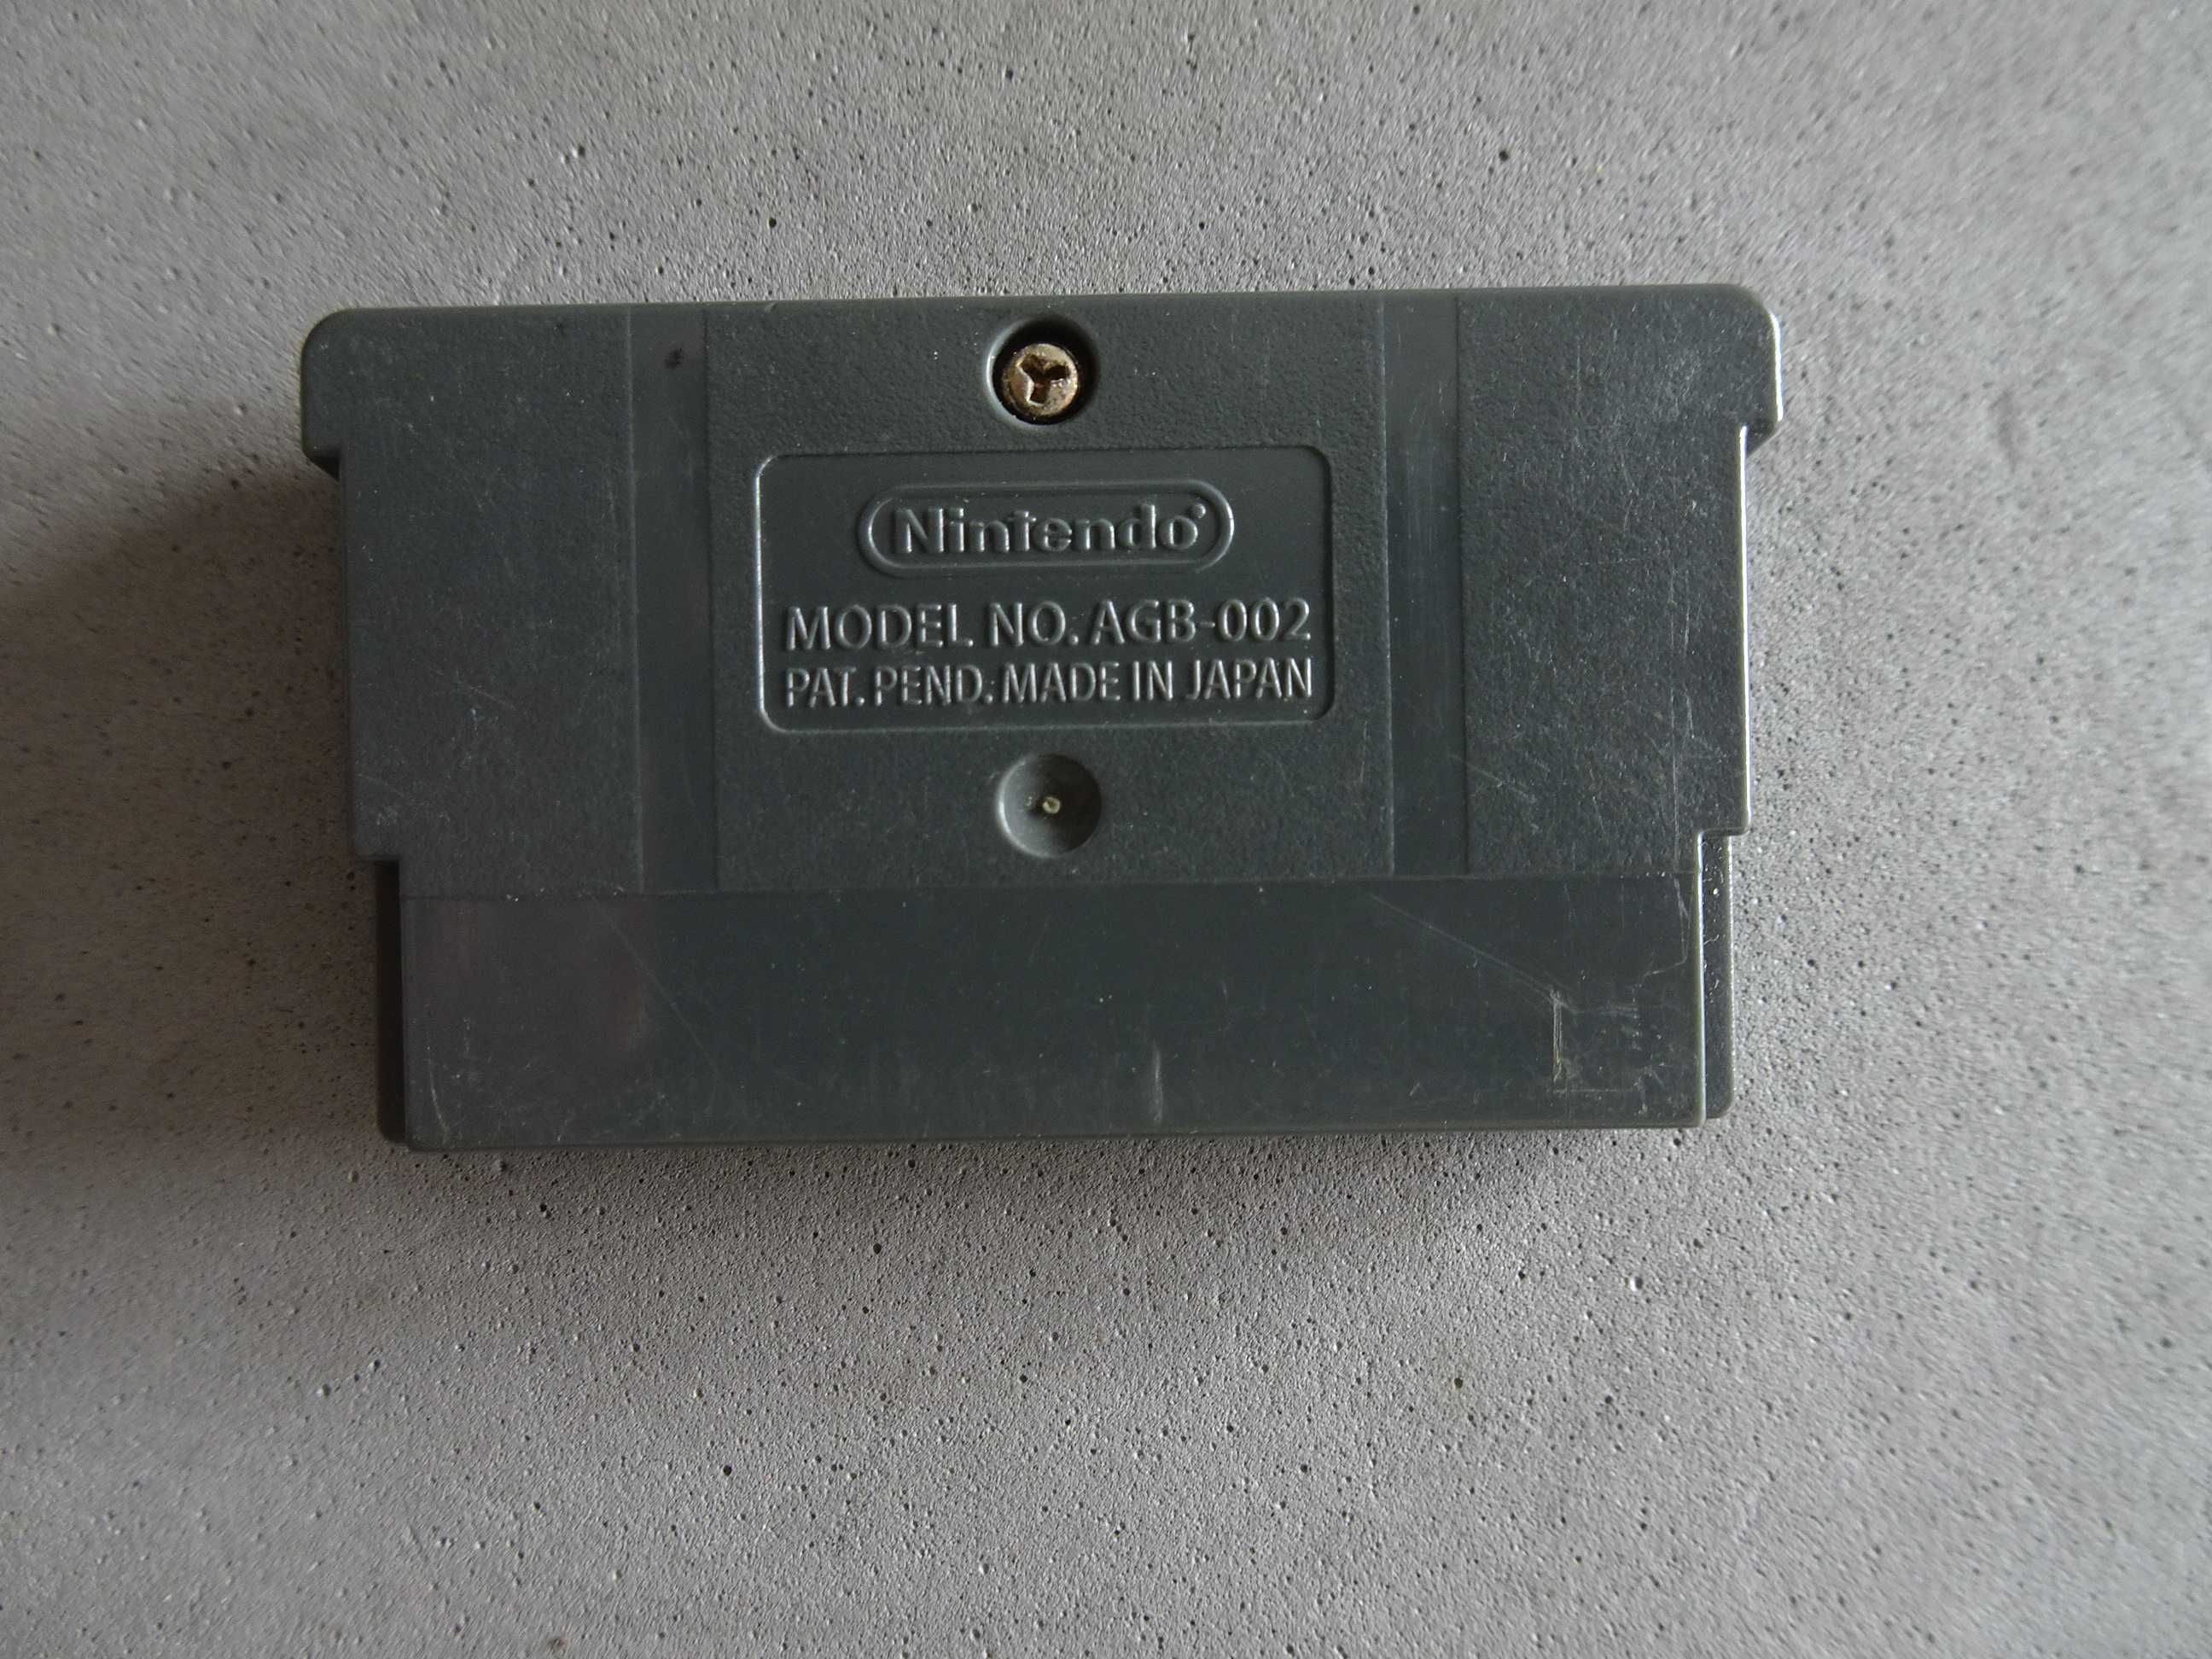 Nintendo®
MODEL NO. AGB-002
PAT. PEND. MADE IN JAPAN